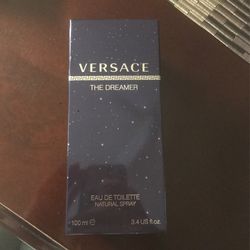 VERSACE
THE DREAMER
EAU DE TOILETTE
NATURAL SPRAY
100 ml ℮ 3.4 US fl.oz.